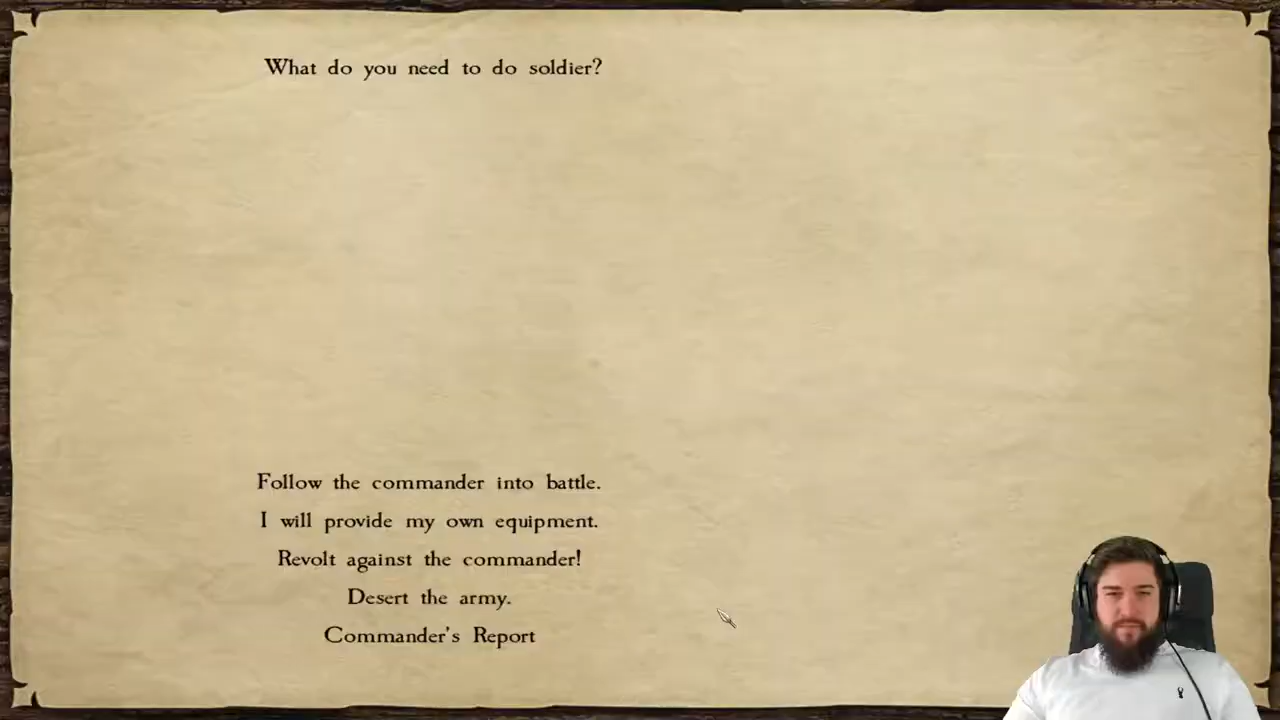 What do you need to do soldier?
Follow the commander into battle.
I will provide my own equipment.
Revolt against the commander!
Desert the army.
Commander's Report